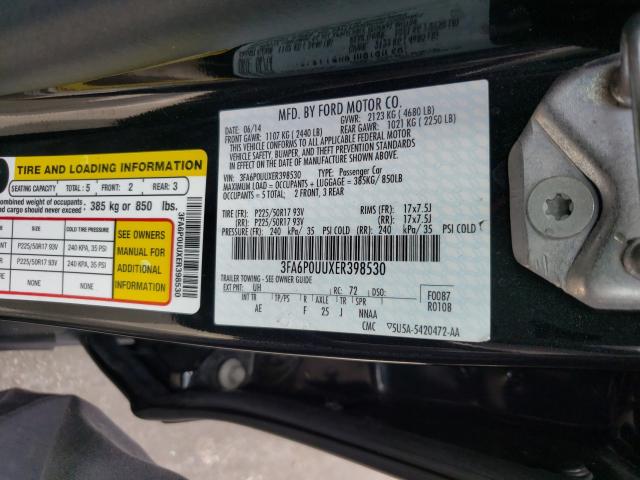 MFD. BY FORD MOTOR CO.
06/14
GVWR: 2123 KG ( 4680 LB)
FRONT GAWR: 1107 KG ( 2440 LB)
REAR GAWR: 1021 KG ( 2250 LB)
THIS VEHICLE CONFORMS TO ALL APPLICABLE FEDERAL MOTOR
VEHICLE SAFETY, BUMPER, AND THEFT PREVENTION STANDARDS IN
EFFECT ON THE DATE OF MANUFACTURE SHOWN ABOVE.
VIN: 3FA6P0UUXER398530
TYPE: Passenger Car
MAXIMUM LOAD = OCCUPANTS + LUGGAGE = 385KG / 850LB
OCCUPANTS = 5 TOTAL; 2 FRONT, 3 REAR
TIRE (FR): P225/50R17 93V RIMS (FR): 17x7.5J
(RR): P225/50R17 93V (RR): 17x7.5J
PRESSURE (FR): 240 kPa/ 35 PSI COLD (RR): 240 kPa/ 35 PSI COLD
3FA6P0UUXER398530
TRAILER TOWING - SEE OWNER GUIDE
EXT PNT: UH RC: 72 DSO:
INT TR TP/PS R AXLE TR SPR
AE F 25 J NNAA
F0087
R0108
CMC 5U5A-5420472-AA
TIRE AND LOADING INFORMATION
SEATING CAPACITY TOTAL : 5 FRONT: 2 REAR: 3
combined weight of occupants
and cargo should never exceed: 385 kg or 850 lbs.
P225/50R17 93V 240 KPA, 35 PSI
P225/50R17 93V 240 KPA, 35 PSI
SEE OWNERS
MANUAL FOR
ADDITIONAL
INFORMATION
3FA6P0UUXER398530